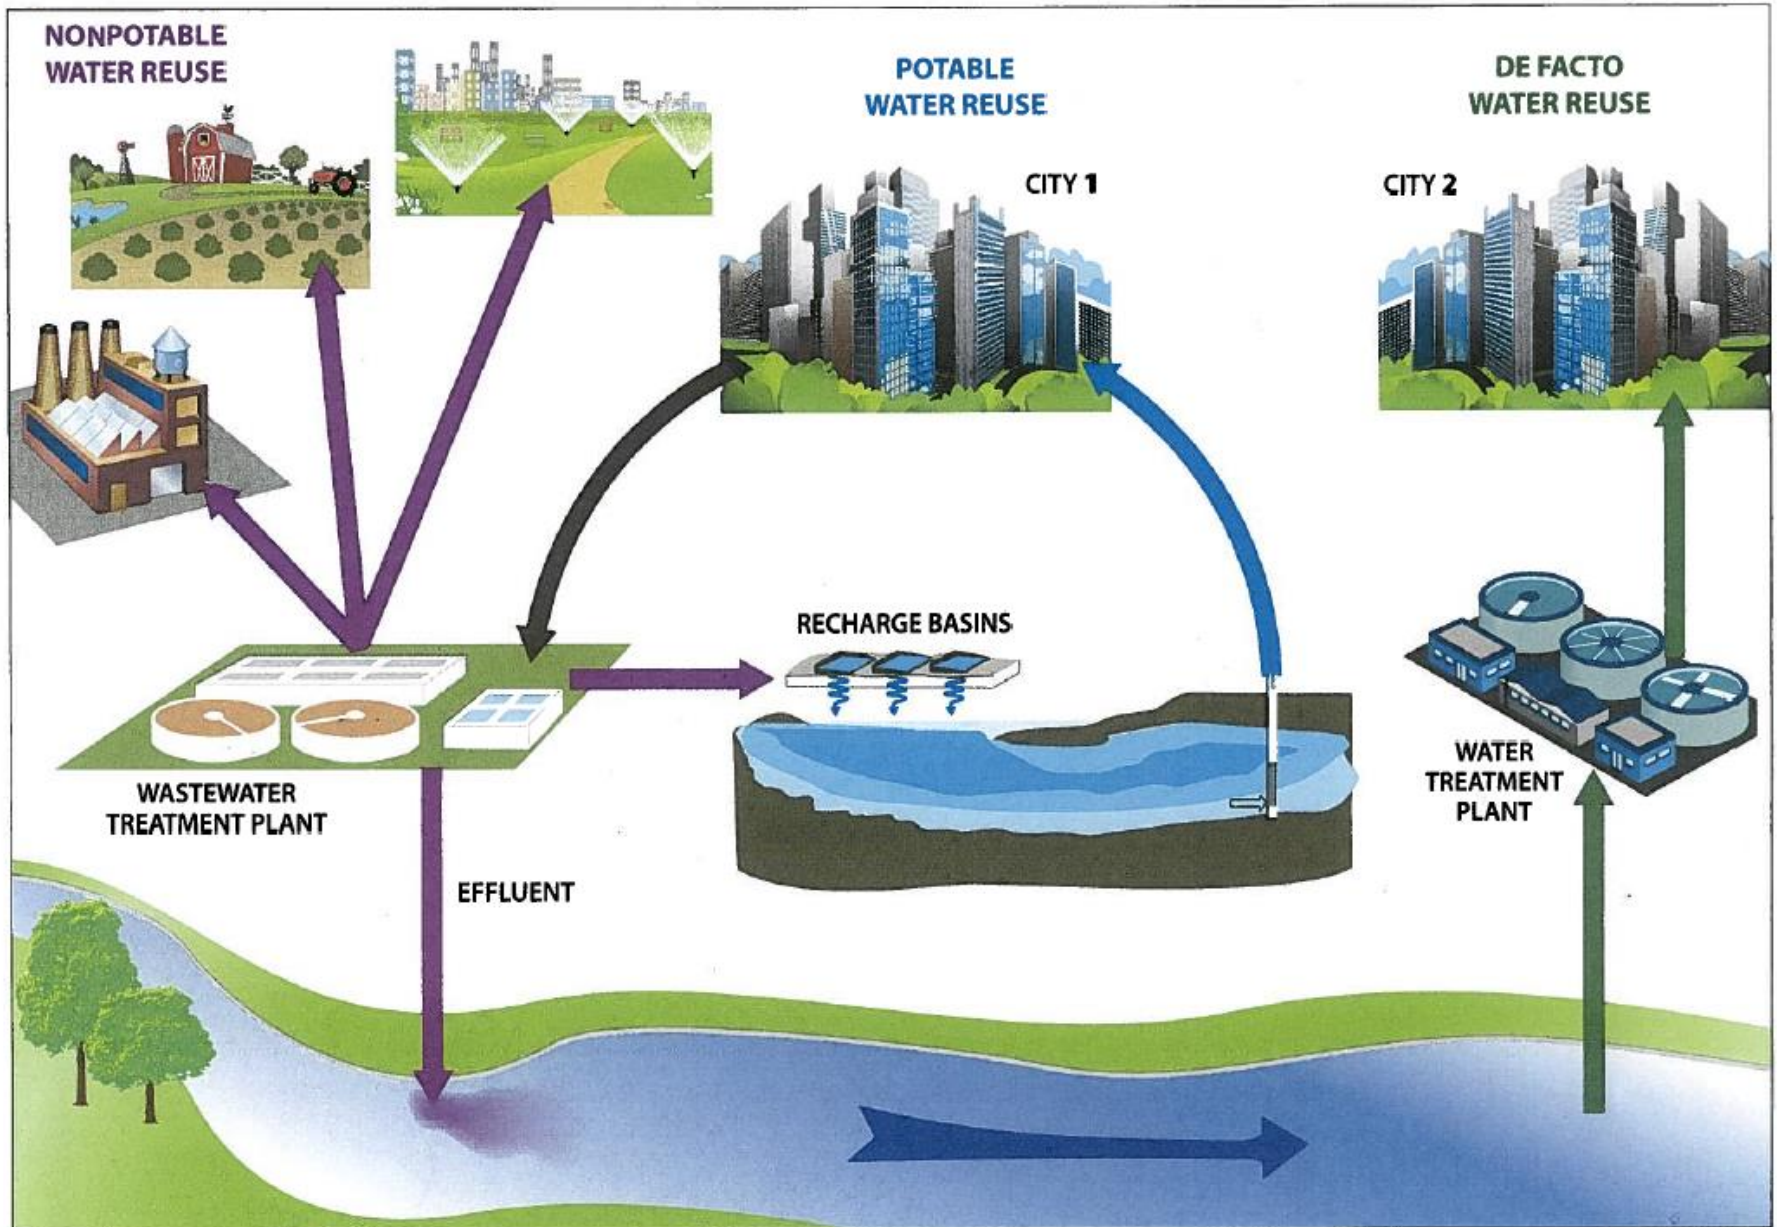 NONPOTABLE
WATER REUSE
POTABLE
WATER REUSE
DE FACTO
WATER REUSE
CITY 1
CITY 2
RECHARGE BASINS
WASTEWATER
TREATMENT PLANT
WATER
TREATMENT
PLANT
EFFLUENT